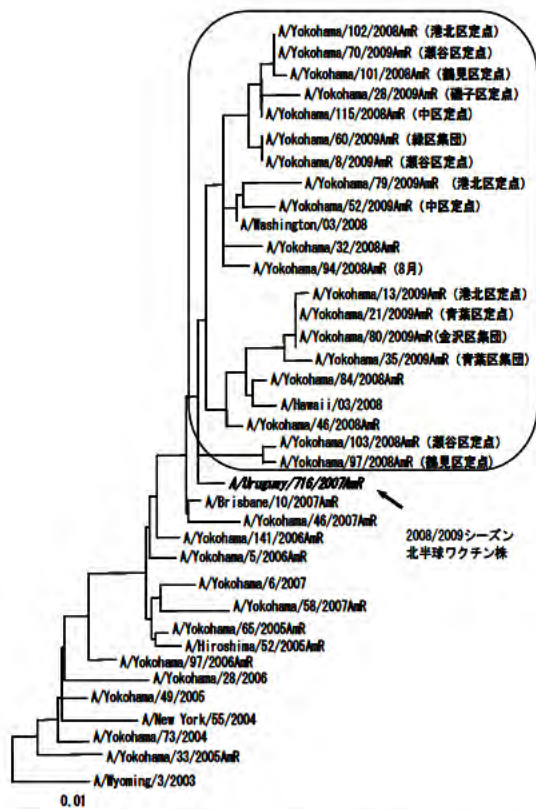 A/Yokohama/102/2008AmR (港北区定点)
A/Yokohama/70/2009AmR (瀬谷区定点)
A/Yokohama/101/2008AmR (鶴見区定点)
A/Yokohama/28/2009AmR (磯子区定点)
A/Yokohama/115/2008AmR (中区定点)
A/Yokohama/60/2009AmR (緑区集団)
A/Yokohama/8/2009AmR (瀬谷区定点)
A/Yokohama/79/2009AmR (港北区定点)
A/Yokohama/52/2009AmR (中区定点)
A/Washington/03/2008
A/Yokohama/32/2008AmR
A/Yokohama/94/2008AmR (8月)
A/Yokohama/13/2009AmR (港北区定点)
A/Yokohama/21/2009AmR (青葉区定点)
A/Yokohama/80/2009AmR(金沢区集団)
A/Yokohama/35/2009AmR (青葉区集団)
A/Yokohama/84/2008AmR
A/Hawaii/03/2008
A/Yokohama/46/2008AmR
A/Yokohama/103/2008AmR (瀬谷区定点)
A/Yokohama/97/2008AmR (鶴見区定点)
A/Uruguay/716/2007AmR
A/Brisbane/10/2007AmR
A/Yokohama/46/2007AmR
2008/2009シーズン
北半球ワクチン株
A/Yokohama/141/2006AmR
A/Yokohama/5/2006AmR
A/Yokohama/6/2007
A/Yokohama/58/2007AmR
A/Yokohama/65/2005AmR
A/Hiroshima/52/2005AmR
A/Yokohama/97/2006AmR
A/Yokohama/28/2006
A/Yokohama/49/2005
A/New York/55/2004
A/Yokohama/73/2004
A/Yokohama/33/2005AmR
A/Wyoming/3/2003
0.01